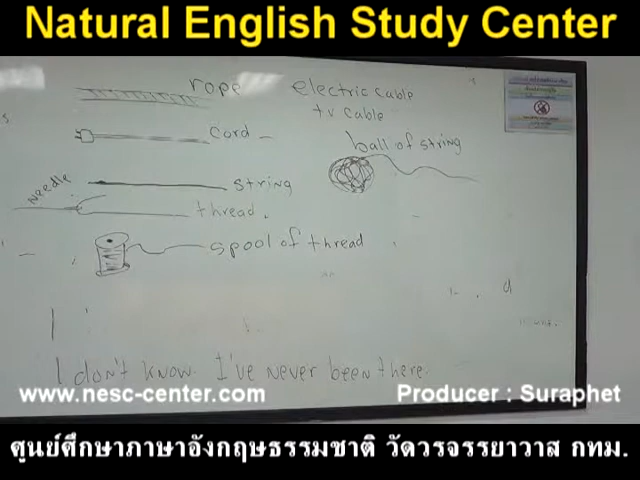 Natural English Study Center
rope
electric cable
tv cable
cord
ball of string
Needle
string
thread.
spool of thread
I don't know. I've never been there.
www.nesc-center.com
Producer : Suraphet
ศูนย์ศึกษาภาษาอังกฤษธรรมชาติ วัดวรจรรยาวาส กทม.